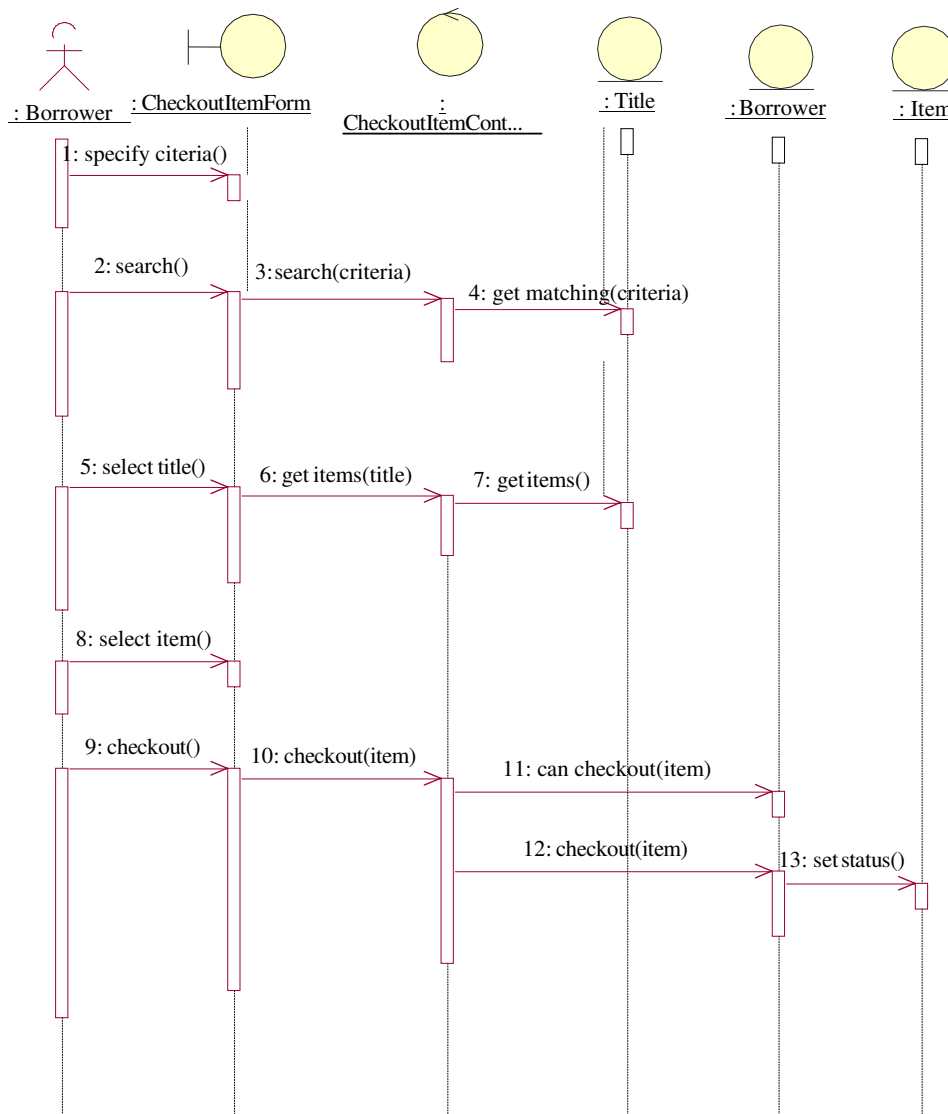 : Borrower
: CheckoutItemForm
:
CheckoutItemCont...
: Title
: Borrower
: Item
1: specify citeria()
2: search()
3: search(criteria)
4: get matching(criteria)
5: select title()
6: get items(title)
7: get items()
8: select item()
9: checkout()
10: checkout(item)
11: can checkout(item)
12: checkout(item)
13: set status()